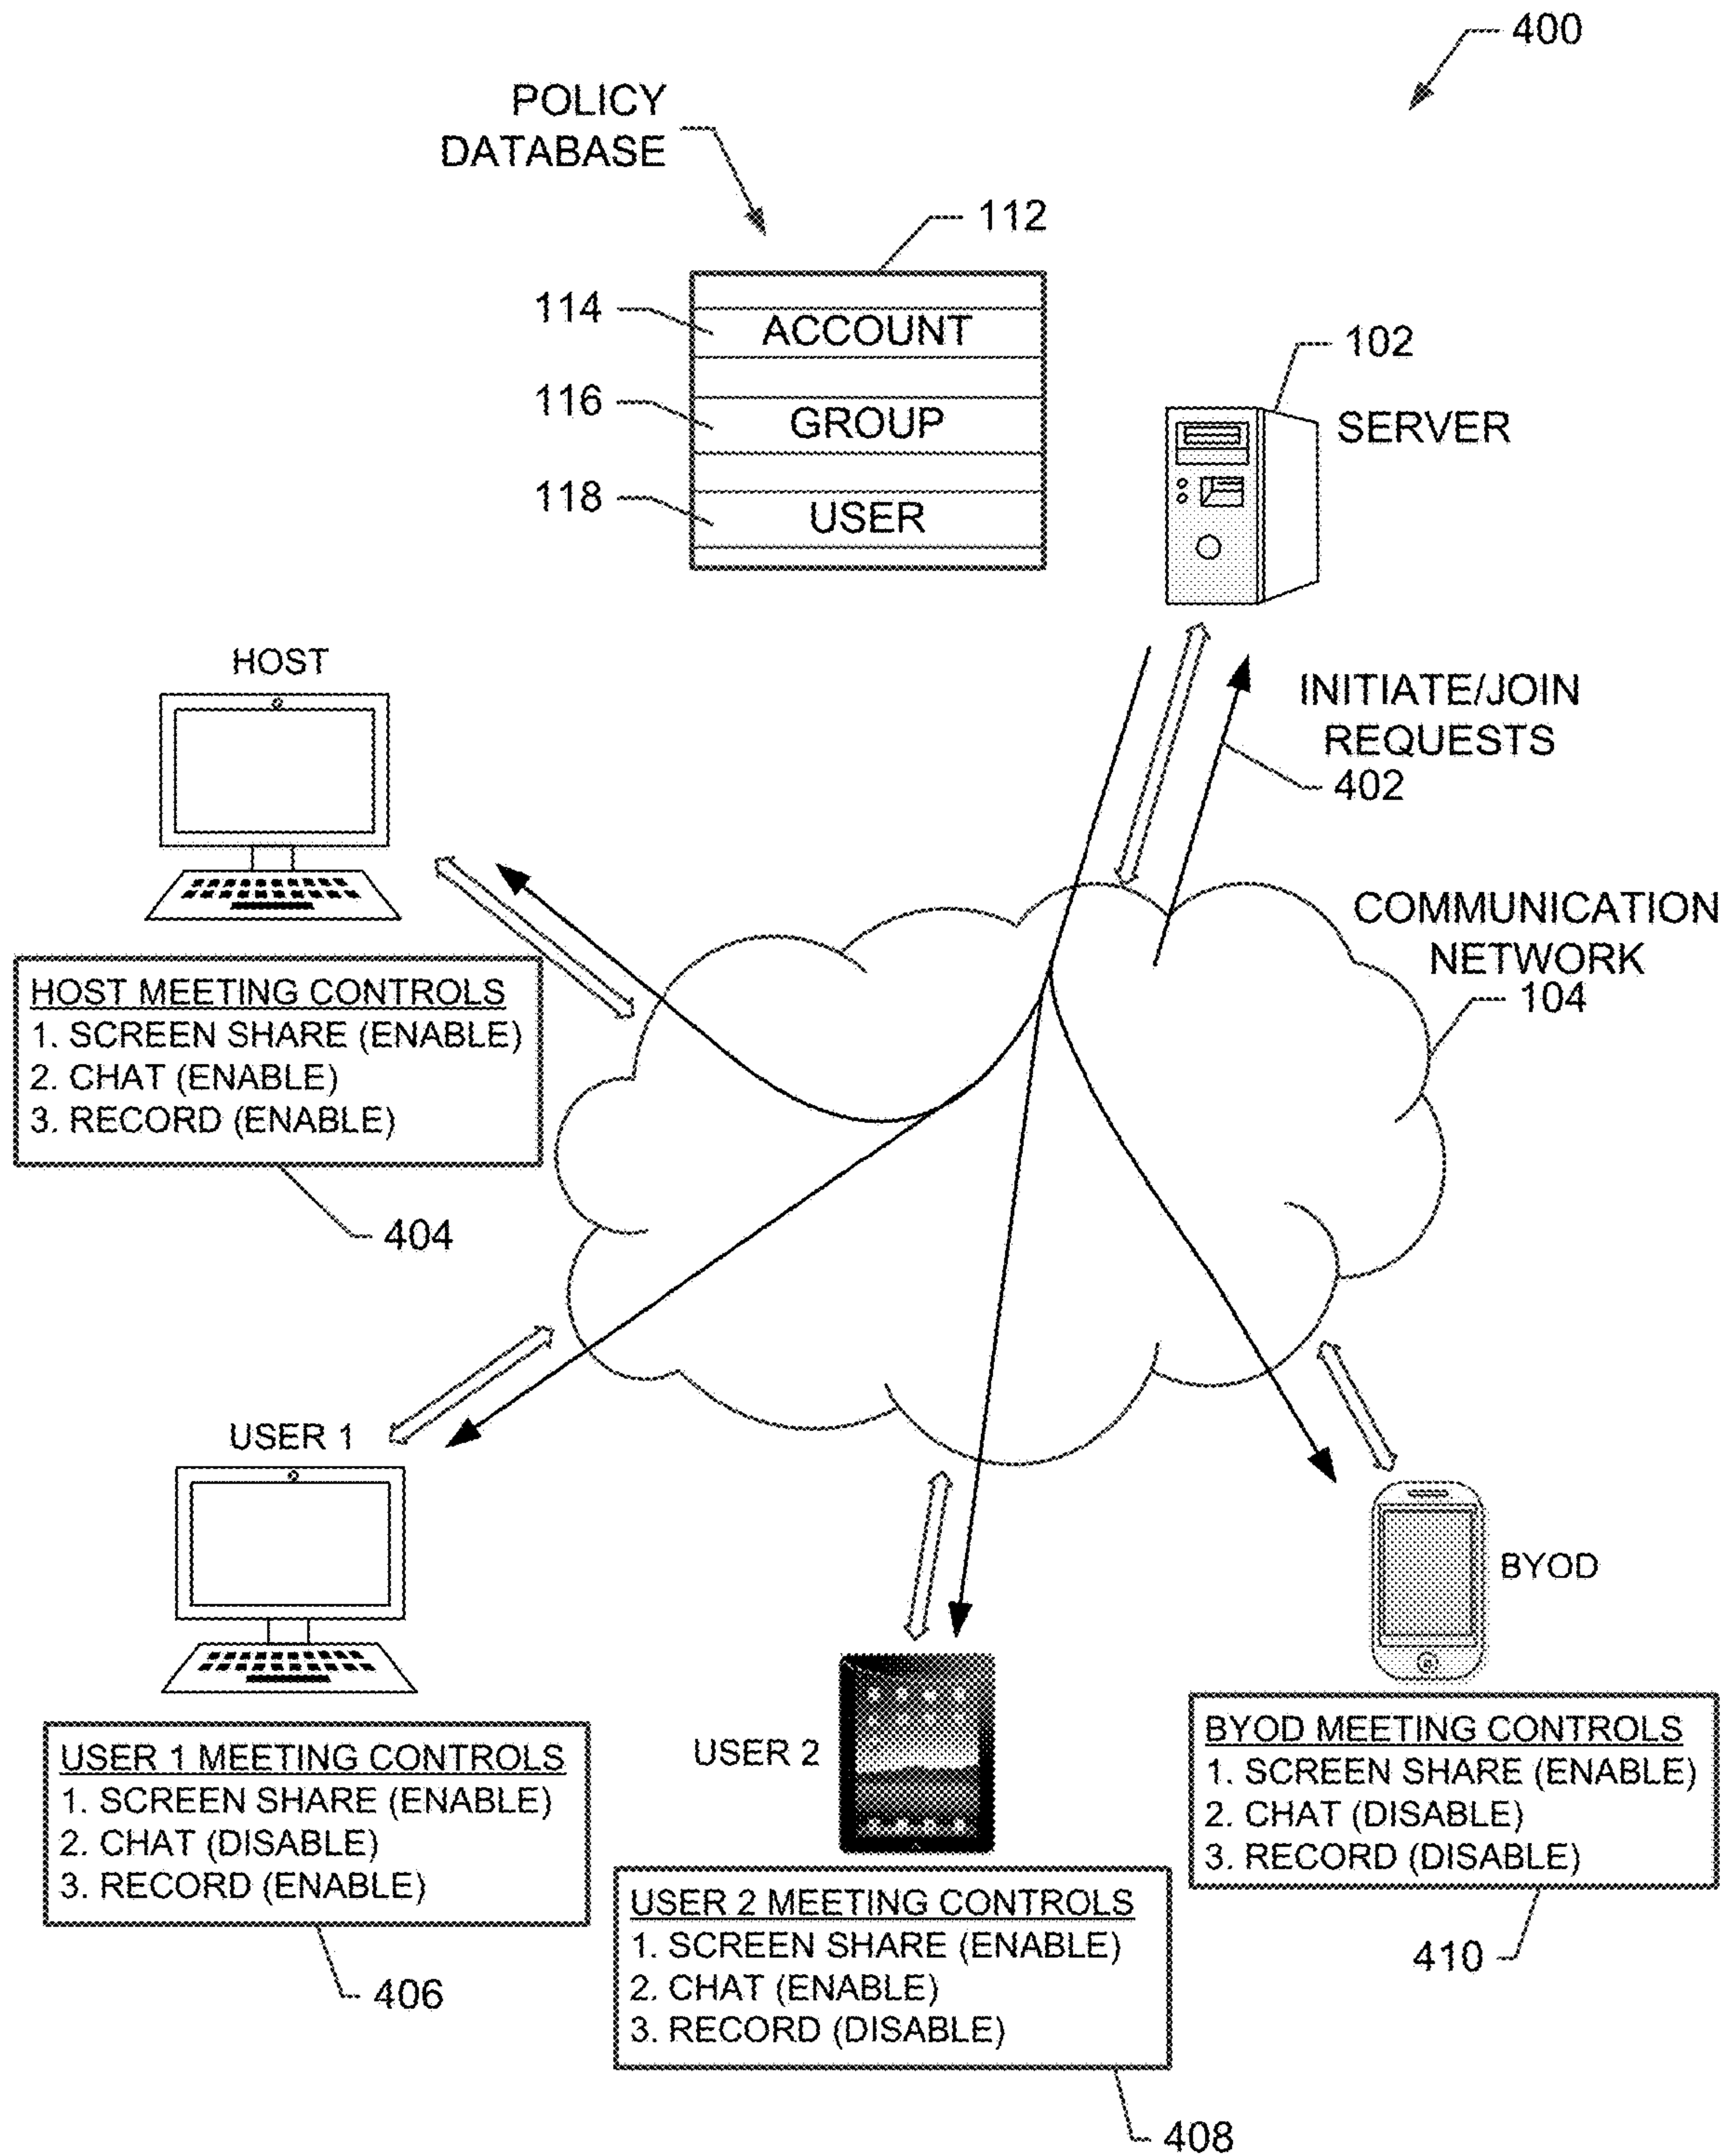 400
POLICY
DATABASE
112
114
ACCOUNT
116
GROUP
118
USER
102
SERVER
HOST
INITIATE/JOIN
REQUESTS
402
COMMUNICATION
NETWORK
104
HOST MEETING CONTROLS
1. SCREEN SHARE (ENABLE)
2. CHAT (ENABLE)
3. RECORD (ENABLE)
404
USER 1
BYOD
USER 1 MEETING CONTROLS
1. SCREEN SHARE (ENABLE)
2. CHAT (DISABLE)
3. RECORD (ENABLE)
406
USER 2
USER 2 MEETING CONTROLS
1. SCREEN SHARE (ENABLE)
2. CHAT (ENABLE)
3. RECORD (DISABLE)
408
BYOD MEETING CONTROLS
1. SCREEN SHARE (ENABLE)
2. CHAT (DISABLE)
3. RECORD (DISABLE)
410